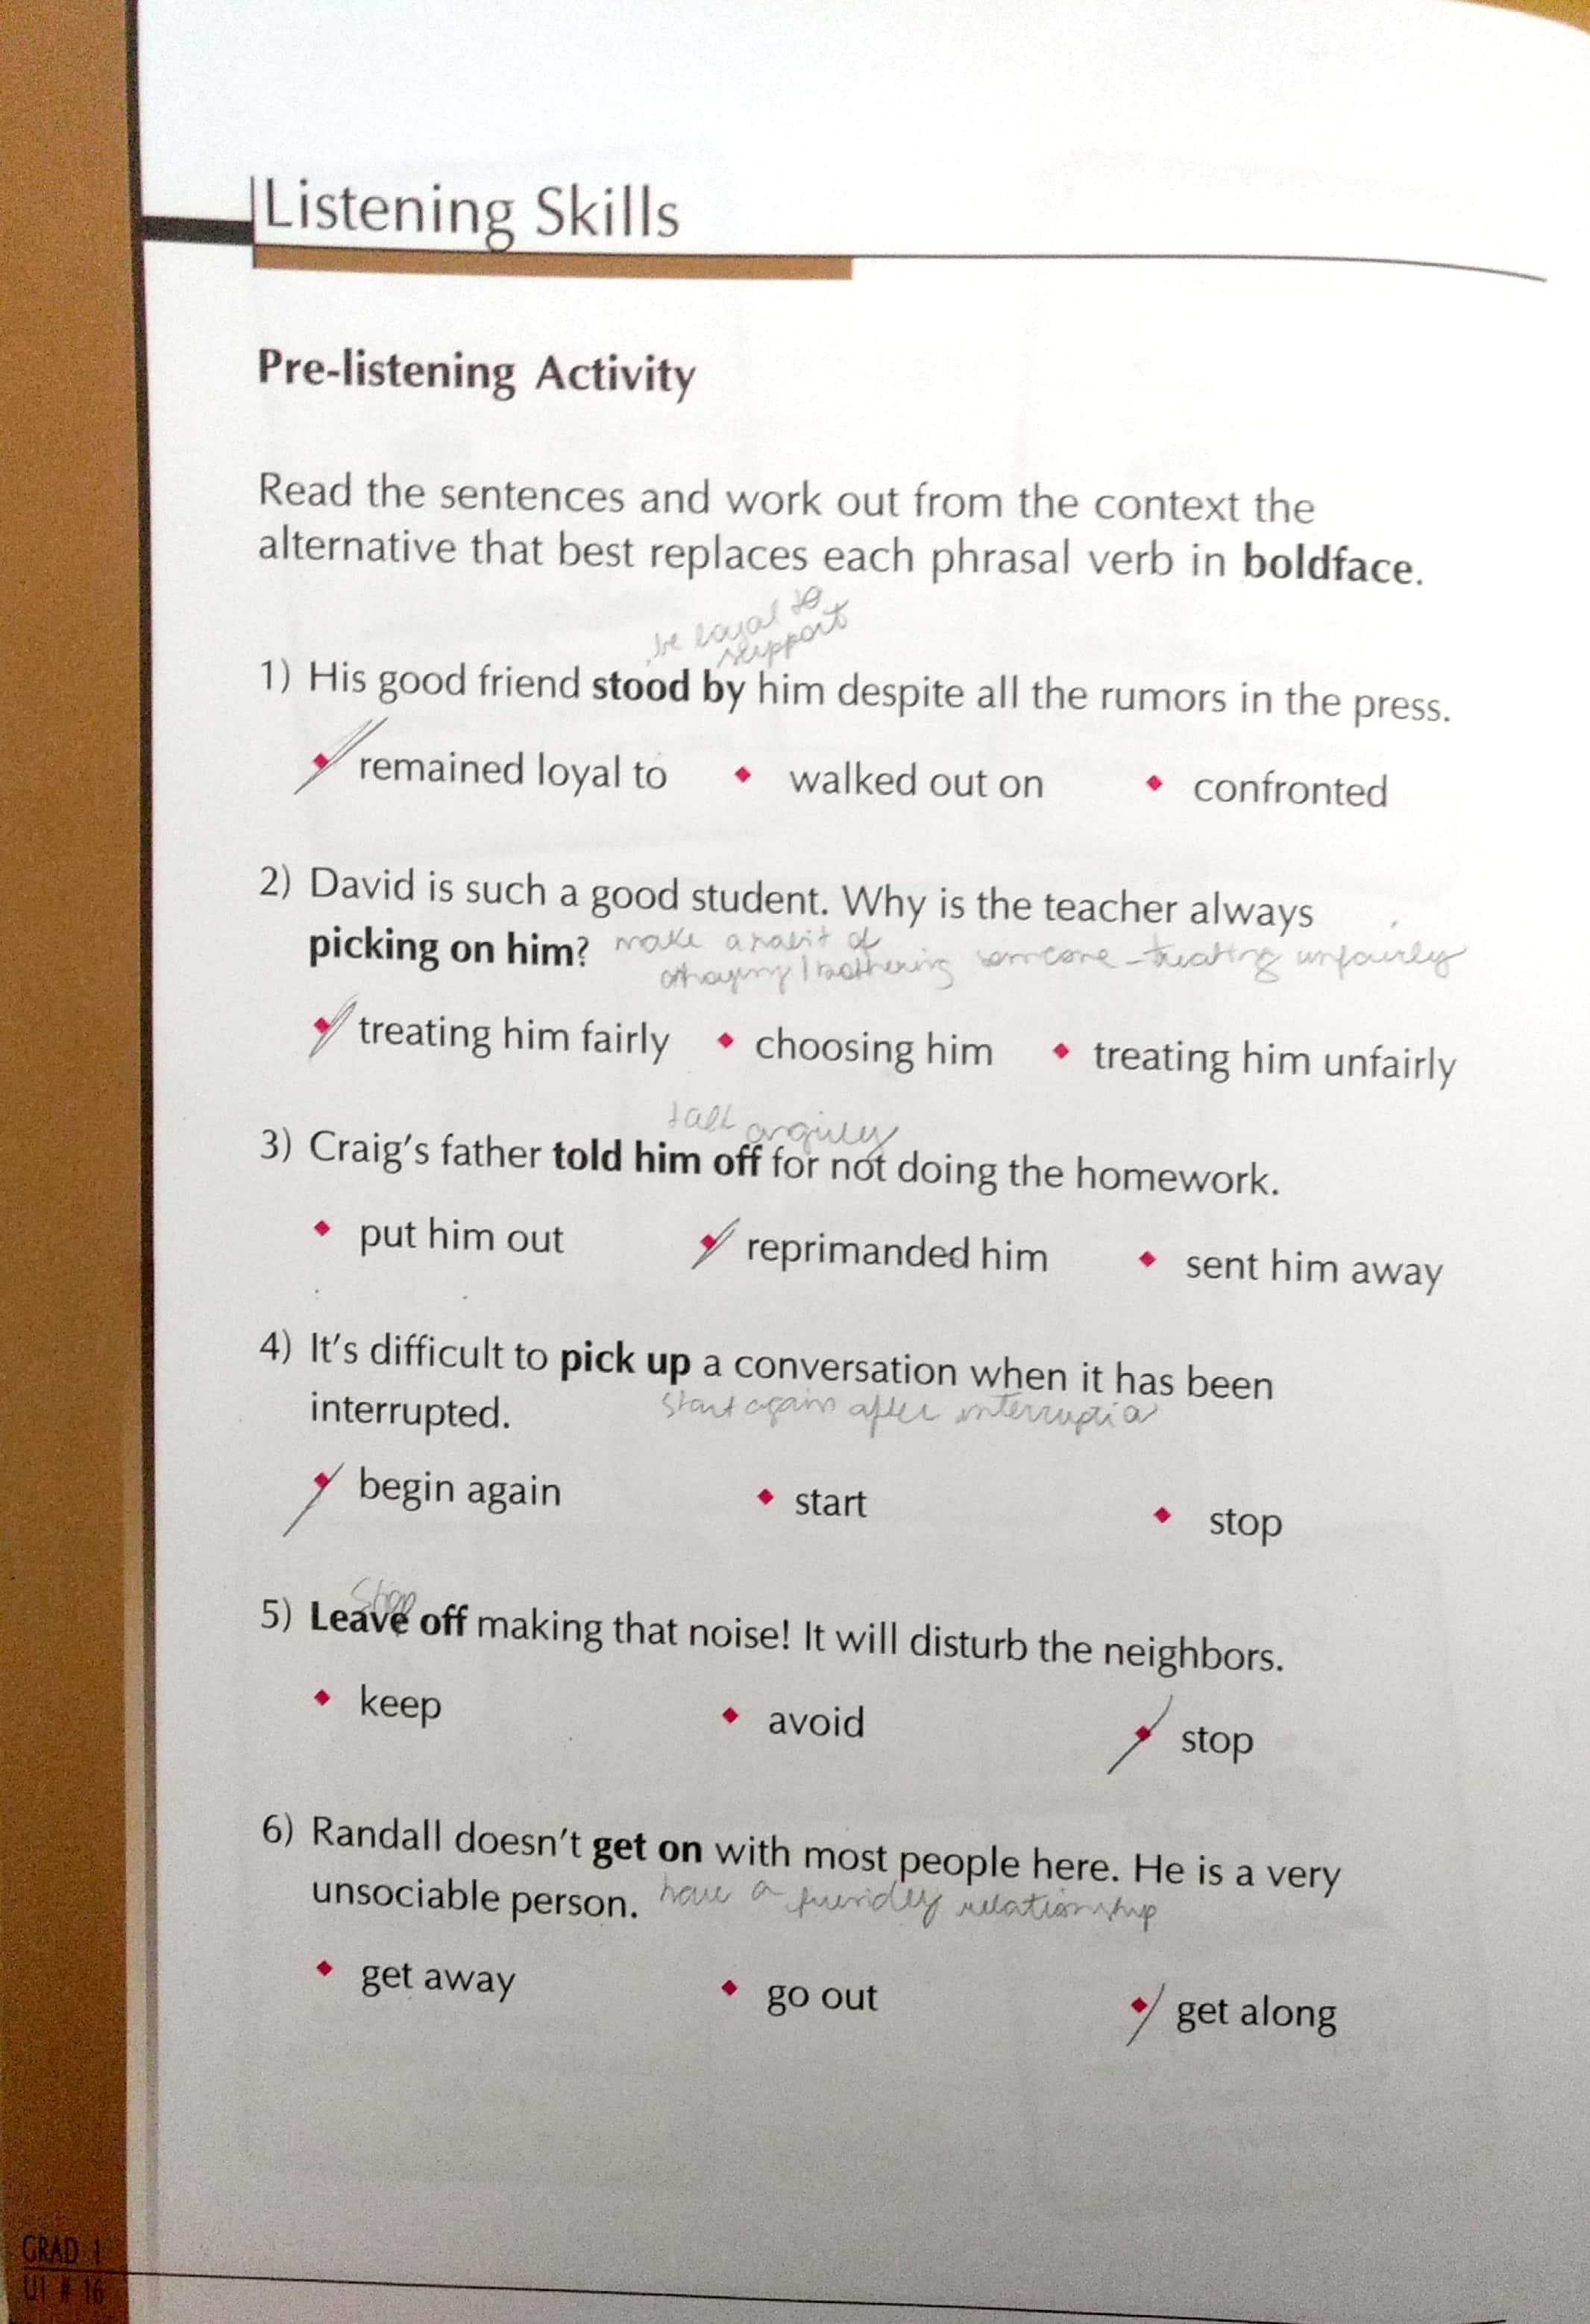 Listening Skills
Pre-listening Activity
Read the sentences and work out from the context the
alternative that best replaces each phrasal verb in boldface.
be loyal to
support
1) His good friend stood by him despite all the rumors in the press.
remained loyal to walked out on confronted
2) David is such a good student. Why is the teacher always
picking on him? make a habit of
bothering someone - treating unfairly
treating him fairly choosing him treating him unfairly
talk
3) Craig's father told him off for not doing the homework.
put him out reprimanded him sent him away
4) It's difficult to pick up a conversation when it has been
interrupted. start again after
begin again start stop
stop
5) Leave off making that noise! It will disturb the neighbors.
keep avoid stop
6) Randall doesn't get on with most people here. He is a very
unsociable person. have a relationship
get away go out get along
GRAD 1
U1 # 16